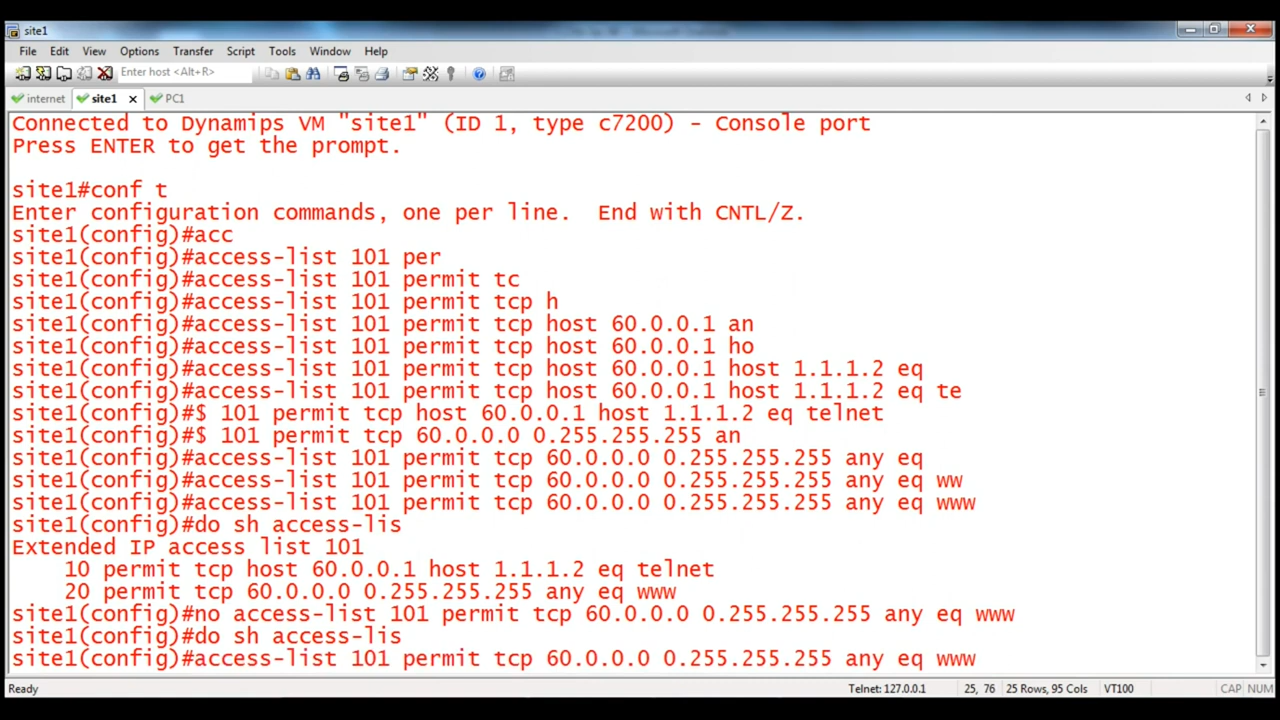 site1
File Edit View Options Transfer Script Tools Window Help
Enter host <Alt+R>
internet site1 PC1
Connected to Dynamips VM "site1" (ID 1, type c7200) - Console port
Press ENTER to get the prompt.
site1#conf t
Enter configuration commands, one per line.  End with CNTL/Z.
site1(config)#acc
site1(config)#access-list 101 per
site1(config)#access-list 101 permit tc
site1(config)#access-list 101 permit tcp h
site1(config)#access-list 101 permit tcp host 60.0.0.1 an
site1(config)#access-list 101 permit tcp host 60.0.0.1 ho
site1(config)#access-list 101 permit tcp host 60.0.0.1 host 1.1.1.2 eq
site1(config)#access-list 101 permit tcp host 60.0.0.1 host 1.1.1.2 eq te
site1(config)#$ 101 permit tcp host 60.0.0.1 host 1.1.1.2 eq telnet
site1(config)#$ 101 permit tcp 60.0.0.0 0.255.255.255 an
site1(config)#access-list 101 permit tcp 60.0.0.0 0.255.255.255 any eq
site1(config)#access-list 101 permit tcp 60.0.0.0 0.255.255.255 any eq ww
site1(config)#access-list 101 permit tcp 60.0.0.0 0.255.255.255 any eq www
site1(config)#do sh access-lis
Extended IP access list 101
    10 permit tcp host 60.0.0.1 host 1.1.1.2 eq telnet
    20 permit tcp 60.0.0.0 0.255.255.255 any eq www
site1(config)#no access-list 101 permit tcp 60.0.0.0 0.255.255.255 any eq www
site1(config)#do sh access-lis
site1(config)#access-list 101 permit tcp 60.0.0.0 0.255.255.255 any eq www
Ready Telnet: 127.0.0.1 25, 76 25 Rows, 95 Cols VT100 CAP NUM